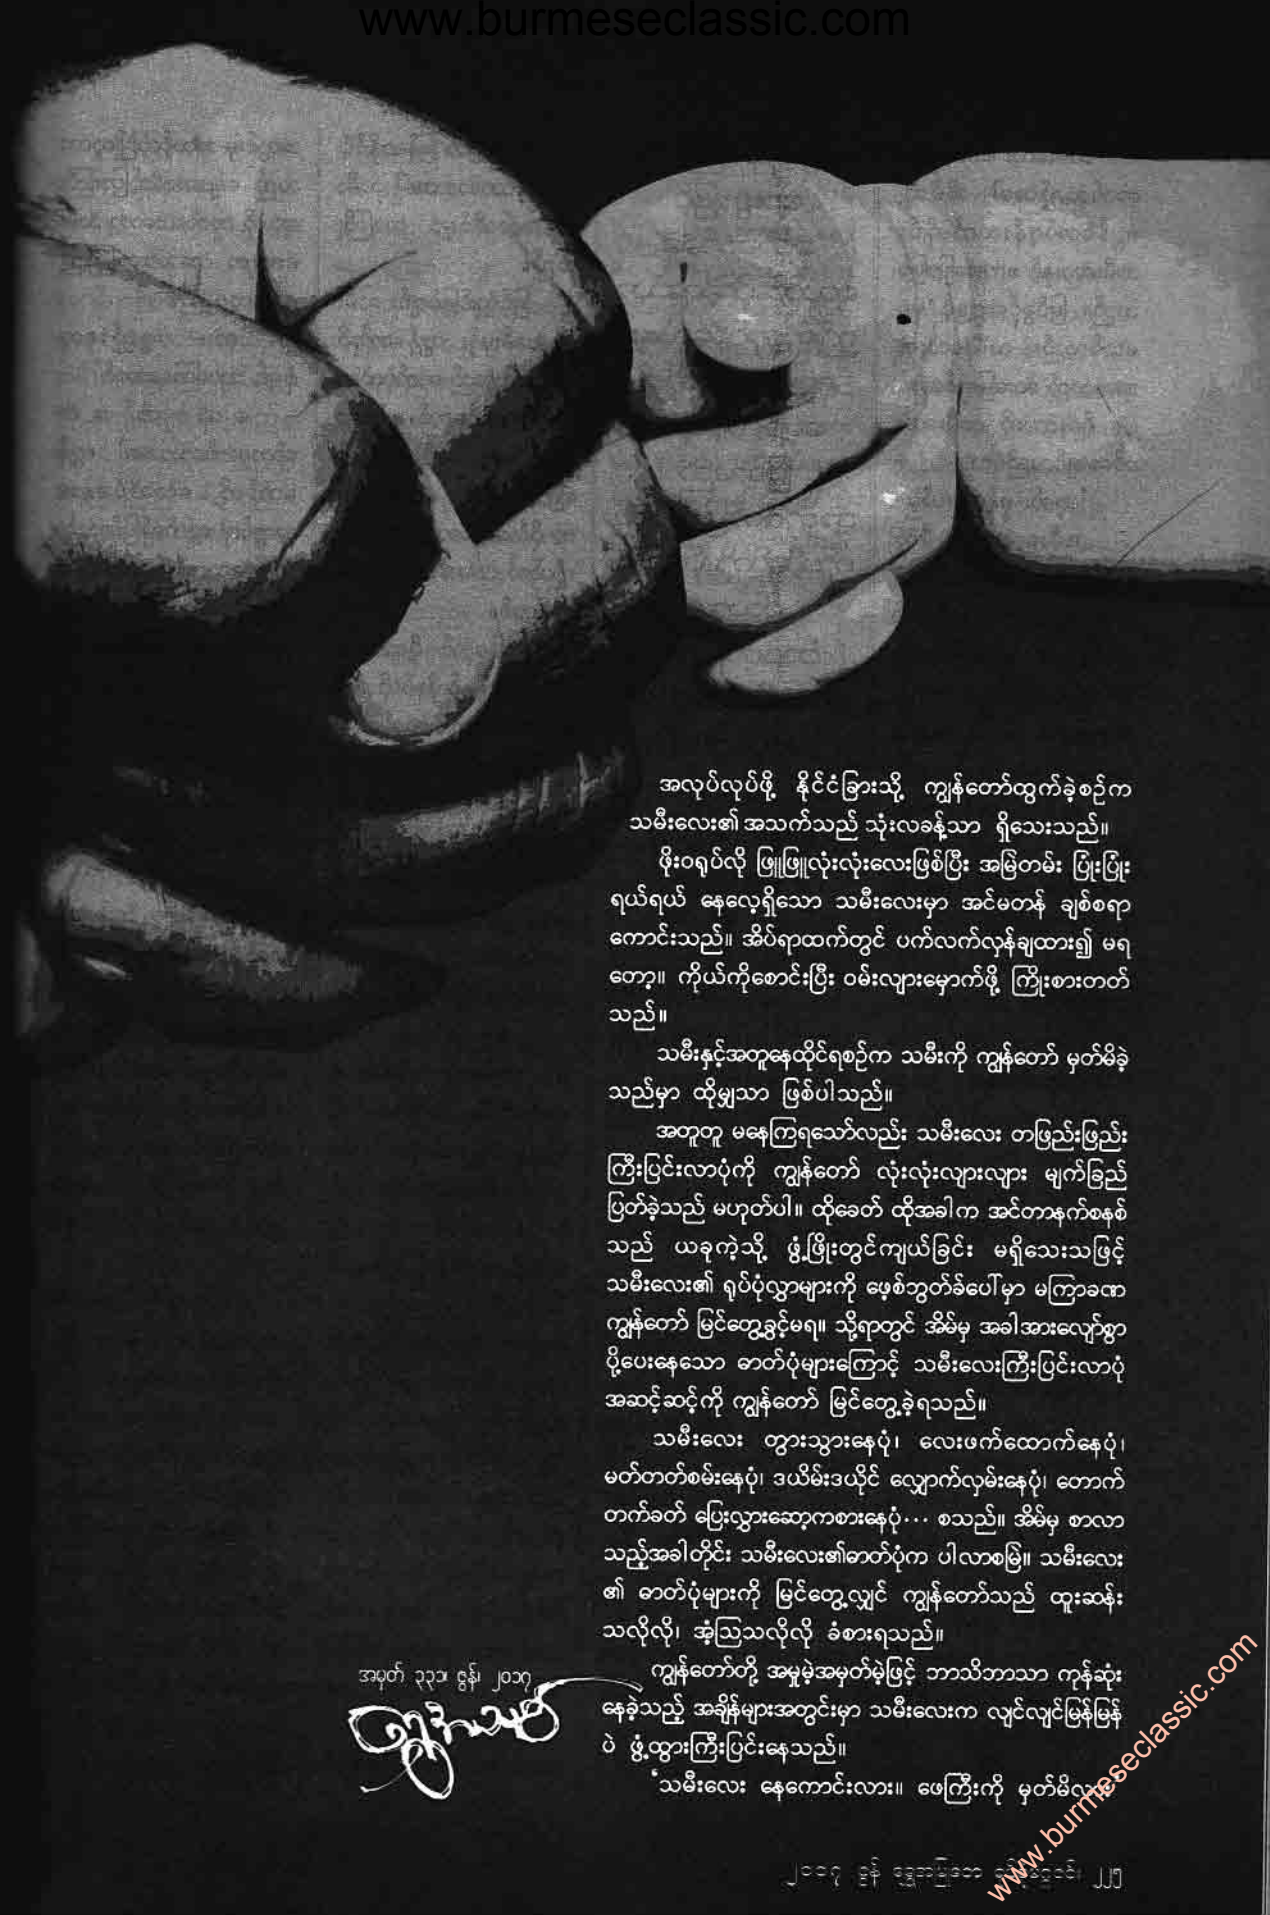 www.burmeseclassic.com
အလုပ်လုပ်ဖို့ နိုင်ငံခြားသို့ ကျွန်တော်ထွက်ခဲ့စဉ်က
သမီးလေး၏ အသက်သည် သုံးလခန့်သာ ရှိသေးသည်။
ဖိုးဝရုပ်လို ဖြူဖြူလုံးလုံးလေးဖြစ်ပြီး အမြဲတမ်း ပြုံးပြုံး
ရယ်ရယ် နေလေ့ရှိသော သမီးလေးမှာ အင်မတန် ချစ်စရာ
ကောင်းသည်။ အိပ်ရာထက်တွင် ပက်လက်လှန်ချထား၍ မရ
တော့။ ကိုယ်ကိုစောင်းပြီး ဝမ်းလျားမှောက်ဖို့ ကြိုးစားတတ်
သည်။
သမီးနှင့်အတူနေထိုင်ရစဉ်က သမီးကို ကျွန်တော် မှတ်မိခဲ့
သည်မှာ ထိုမျှသာ ဖြစ်ပါသည်။
အတူတူ မနေကြရသော်လည်း သမီးလေး တဖြည်းဖြည်း
ကြီးပြင်းလာပုံကို ကျွန်တော် လုံးလုံးလျားလျား မျက်ခြည်
ပြတ်ခဲ့သည် မဟုတ်ပါ။ ထိုခေတ် ထိုအခါက အင်တာနက်စနစ်
သည် ယခုကဲ့သို့ ဖွံ့ဖြိုးတွင်ကျယ်ခြင်း မရှိသေးသဖြင့်
သမီးလေး၏ ရုပ်ပုံလွှာများကို ဖေ့စ်ဘွတ်ခ်ပေါ်မှာ မကြာခဏ
ကျွန်တော် မြင်တွေ့ခွင့်မရ။ သို့ရာတွင် အိမ်မှ အခါအားလျော်စွာ
ပို့ပေးနေသော ဓာတ်ပုံများကြောင့် သမီးလေးကြီးပြင်းလာပုံ
အဆင့်ဆင့်ကို ကျွန်တော် မြင်တွေ့ခဲ့ရသည်။
သမီးလေး တွားသွားနေပုံ၊ လေးဖက်ထောက်နေပုံ၊
မတ်တတ်စမ်းနေပုံ၊ ဒယိမ်းဒယိုင် လျှောက်လှမ်းနေပုံ၊ တောက်
တက်ခတ် ပြေးလွှားဆော့ကစားနေပုံ... စသည်။ အိမ်မှ စာလာ
သည့်အခါတိုင်း သမီးလေး၏ဓာတ်ပုံက ပါလာစမြဲ။ သမီးလေး
၏ ဓာတ်ပုံများကို မြင်တွေ့လျှင် ကျွန်တော်သည် ထူးဆန်း
သလိုလို၊ အံ့ဩသလိုလို ခံစားရသည်။
ကျွန်တော်တို့ အမှုမဲ့အမှတ်မဲ့ဖြင့် ဘာသိဘာသာ ကုန်ဆုံး
နေခဲ့သည့် အချိန်များအတွင်းမှာ သမီးလေးက လျင်လျင်မြန်မြန်
ပဲ ဖွံ့ထွားကြီးပြင်းနေသည်။
‘သမီးလေး နေကောင်းလား။ ဖေကြီးကို မှတ်မိလား’
အမှတ် ၃၃၁၊ ဇွန်၊ ၂၀၁၇
၂၀၁၇ ဇွန် ၂၂၅
www.burmeseclassic.com